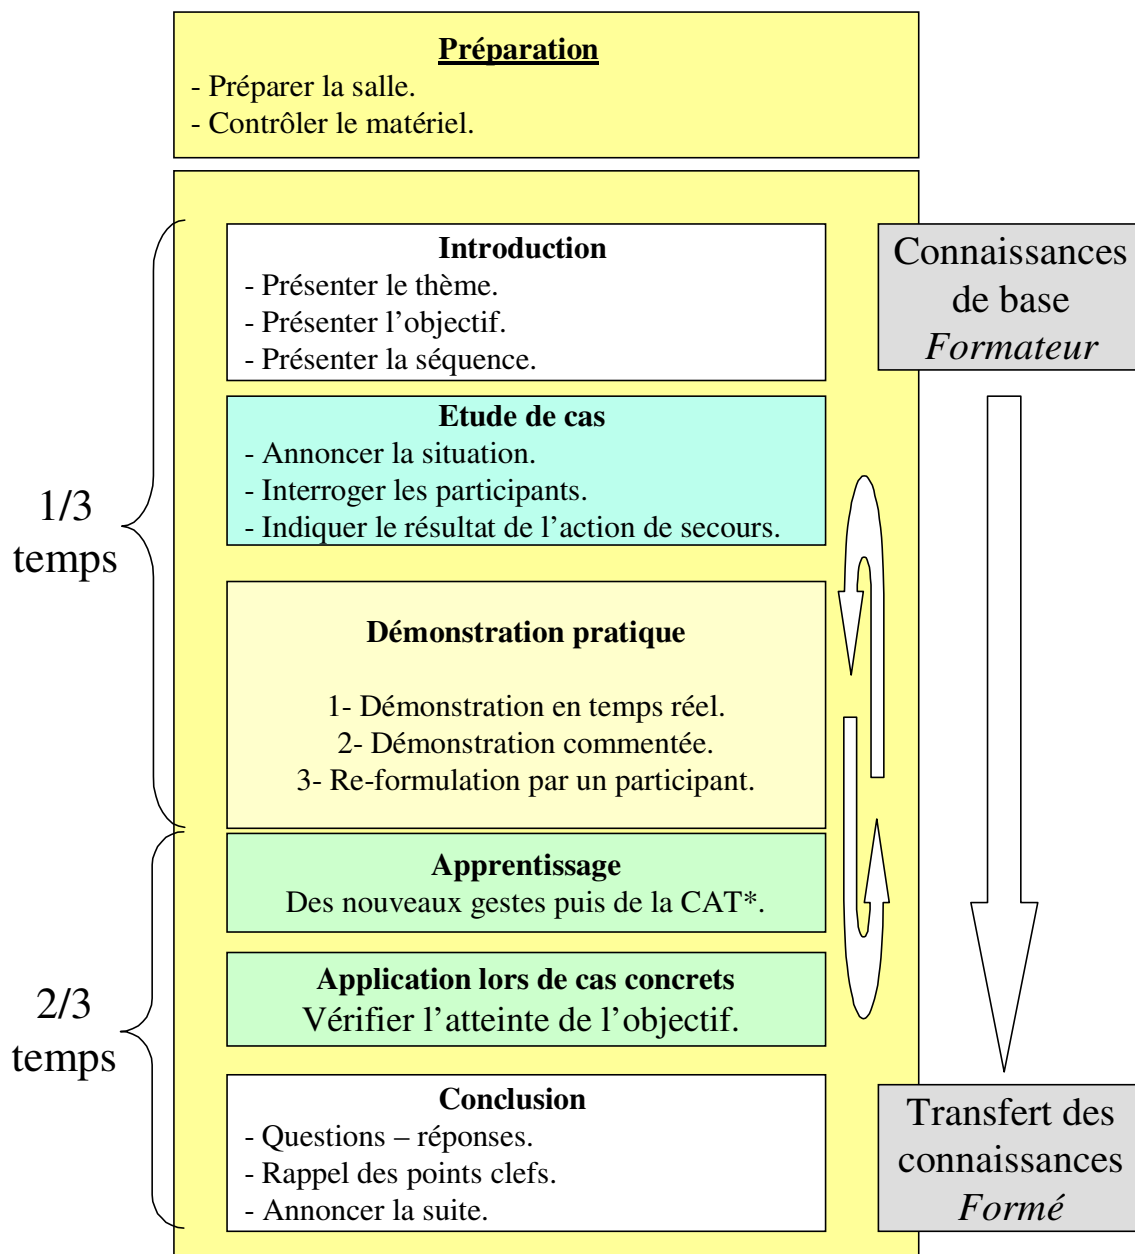 Préparation
- Préparer la salle.
- Contrôler le matériel.
Introduction
- Présenter le thème.
- Présenter l’objectif.
- Présenter la séquence.
Connaissances
de base
Formateur
Etude de cas
- Annoncer la situation.
- Interroger les participants.
- Indiquer le résultat de l’action de secours.
1/3
temps
Démonstration pratique
1- Démonstration en temps réel.
2- Démonstration commentée.
3- Re-formulation par un participant.
Apprentissage
Des nouveaux gestes puis de la CAT*.
Application lors de cas concrets
Vérifier l’atteinte de l’objectif.
2/3
temps
Conclusion
- Questions – réponses.
- Rappel des points clefs.
- Annoncer la suite.
Transfert des
connaissances
Formé